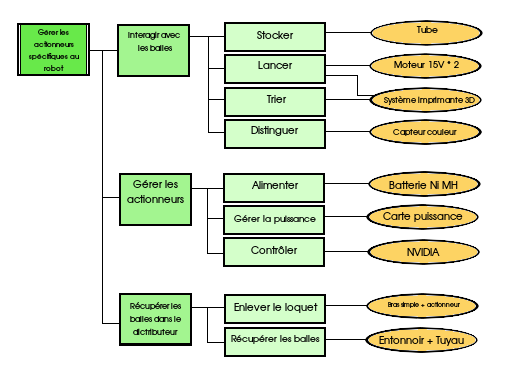 Gérer les
actionneurs
spécifiques au
robot
Interagir avec
les balles
Stocker
Tube
Lancer
Moteur 15V * 2
Trier
Système imprimante 3D
Distinguer
Capteur couleur
Gérer les
actionneurs
Alimenter
Batterie Ni MH
Gérer la puissance
Carte puissance
Contrôler
NVIDIA
Récupérer les
balles dans le
dictributeur
Enlever le loquet
Bras simple + actionneur
Récupérer les balles
Entonnoir + Tuyau